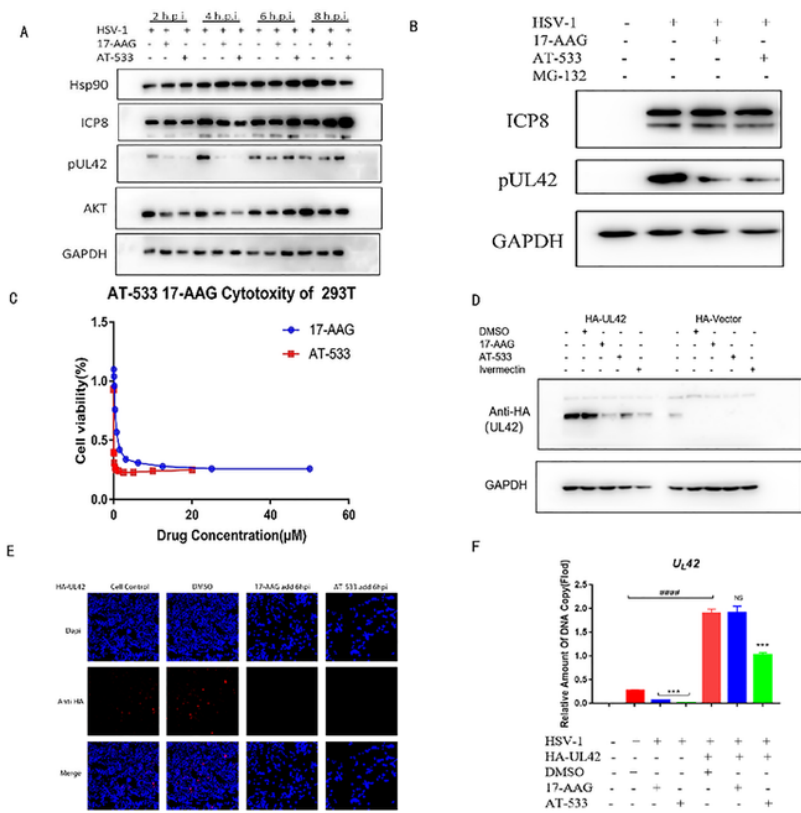 A
2 h.p.i. 4 h.p.i. 6 h.p.i. 8 h.p.i.
HSV-1 + + + + + + + + + + + +
17-AAG - + - - + - - + - - + -
AT-533 - - + - - + - - + - - +
Hsp90
ICP8
pUL42
AKT
GAPDH
B
HSV-1 - + + +
17-AAG - - + -
AT-533 - - - +
MG-132 - - - -
ICP8
pUL42
GAPDH
C
AT-533 17-AAG Cytotoxity of 293T
Cell viability(%)
1.5
1.0
0.5
0.0
0 20 40 60
Drug Concentration(μM)
17-AAG
AT-533
D
HA-UL42 HA-Voctor
DMSO - + - - - - + - - -
17-AAG - - + - - - - + - -
AT-533 - - - + - - - - + -
Ivermectin - - - - + - - - - +
Anti-HA
(UL42)
GAPDH
E
HA-UL42 Cell Control DMSO 17-AAG add 6hpi AT-533 add 6hpi
Dapi
Anti HA
Merge
F
UL42
Relative Amount Of DNA Copy(Flod)
2.5
2.0
1.5
1.0
0.5
0.0
####
***
NS
***
HSV-1 - – + + + + +
HA-UL42 - – – – + + +
DMSO - – – – + – –
17-AAG - – + – – + –
AT-533 - – – + – – +